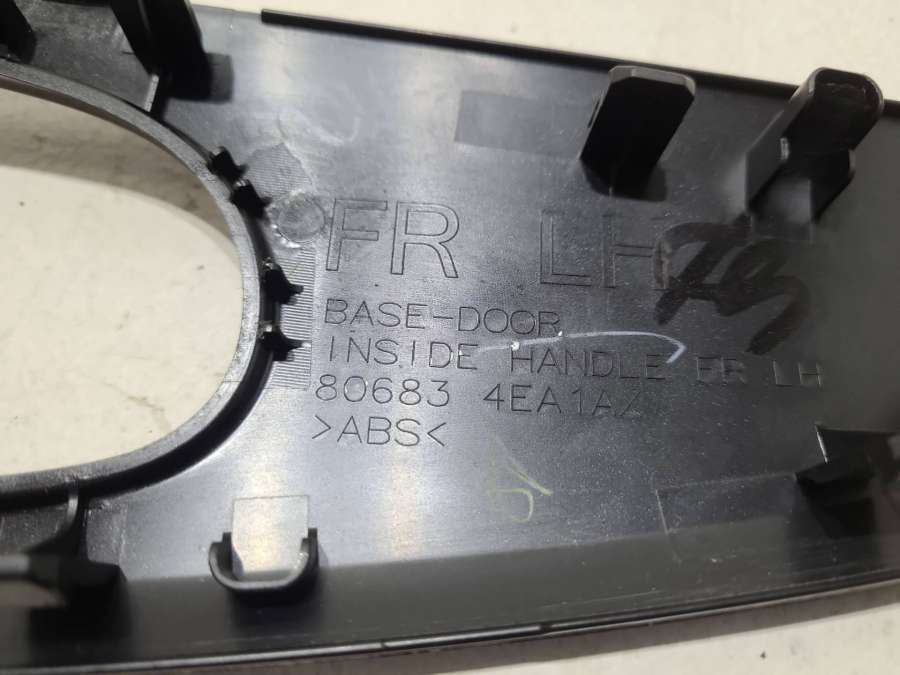 FR LH
BASE-DOOR
INSIDE HANDLE FR LH
80683 4EA1A
>ABS<